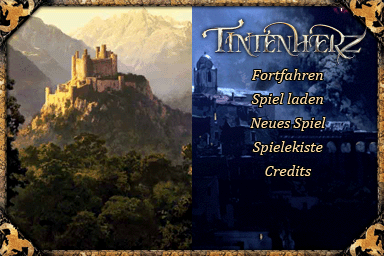 TINTENHERZ
Fortfahren
Spiel laden
Neues Spiel
Spielekiste
Credits